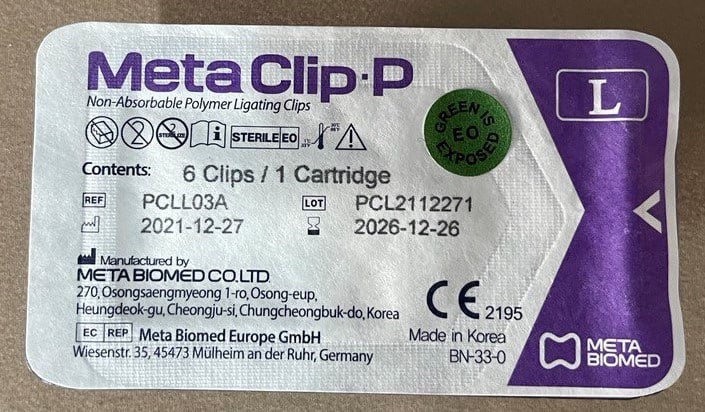 Meta Clip·P
L
Non-Absorbable Polymer Ligating Clips
STERILE EO
GREEN IS
EO
EXPOSED
Contents: 6 Clips / 1 Cartridge
REF PCLL03A LOT PCL2112271
2021-12-27 2026-12-26
Manufactured by
META BIOMED CO.LTD.
270, Osongsaengmyeong 1-ro, Osong-eup,
Heungdeok-gu, Cheongju-si, Chungcheongbuk-do, Korea
CE 2195
EC REP Meta Biomed Europe GmbH
Wiesenstr. 35, 45473 Mülheim an der Ruhr, Germany
Made in Korea
BN-33-0
META
BIOMED